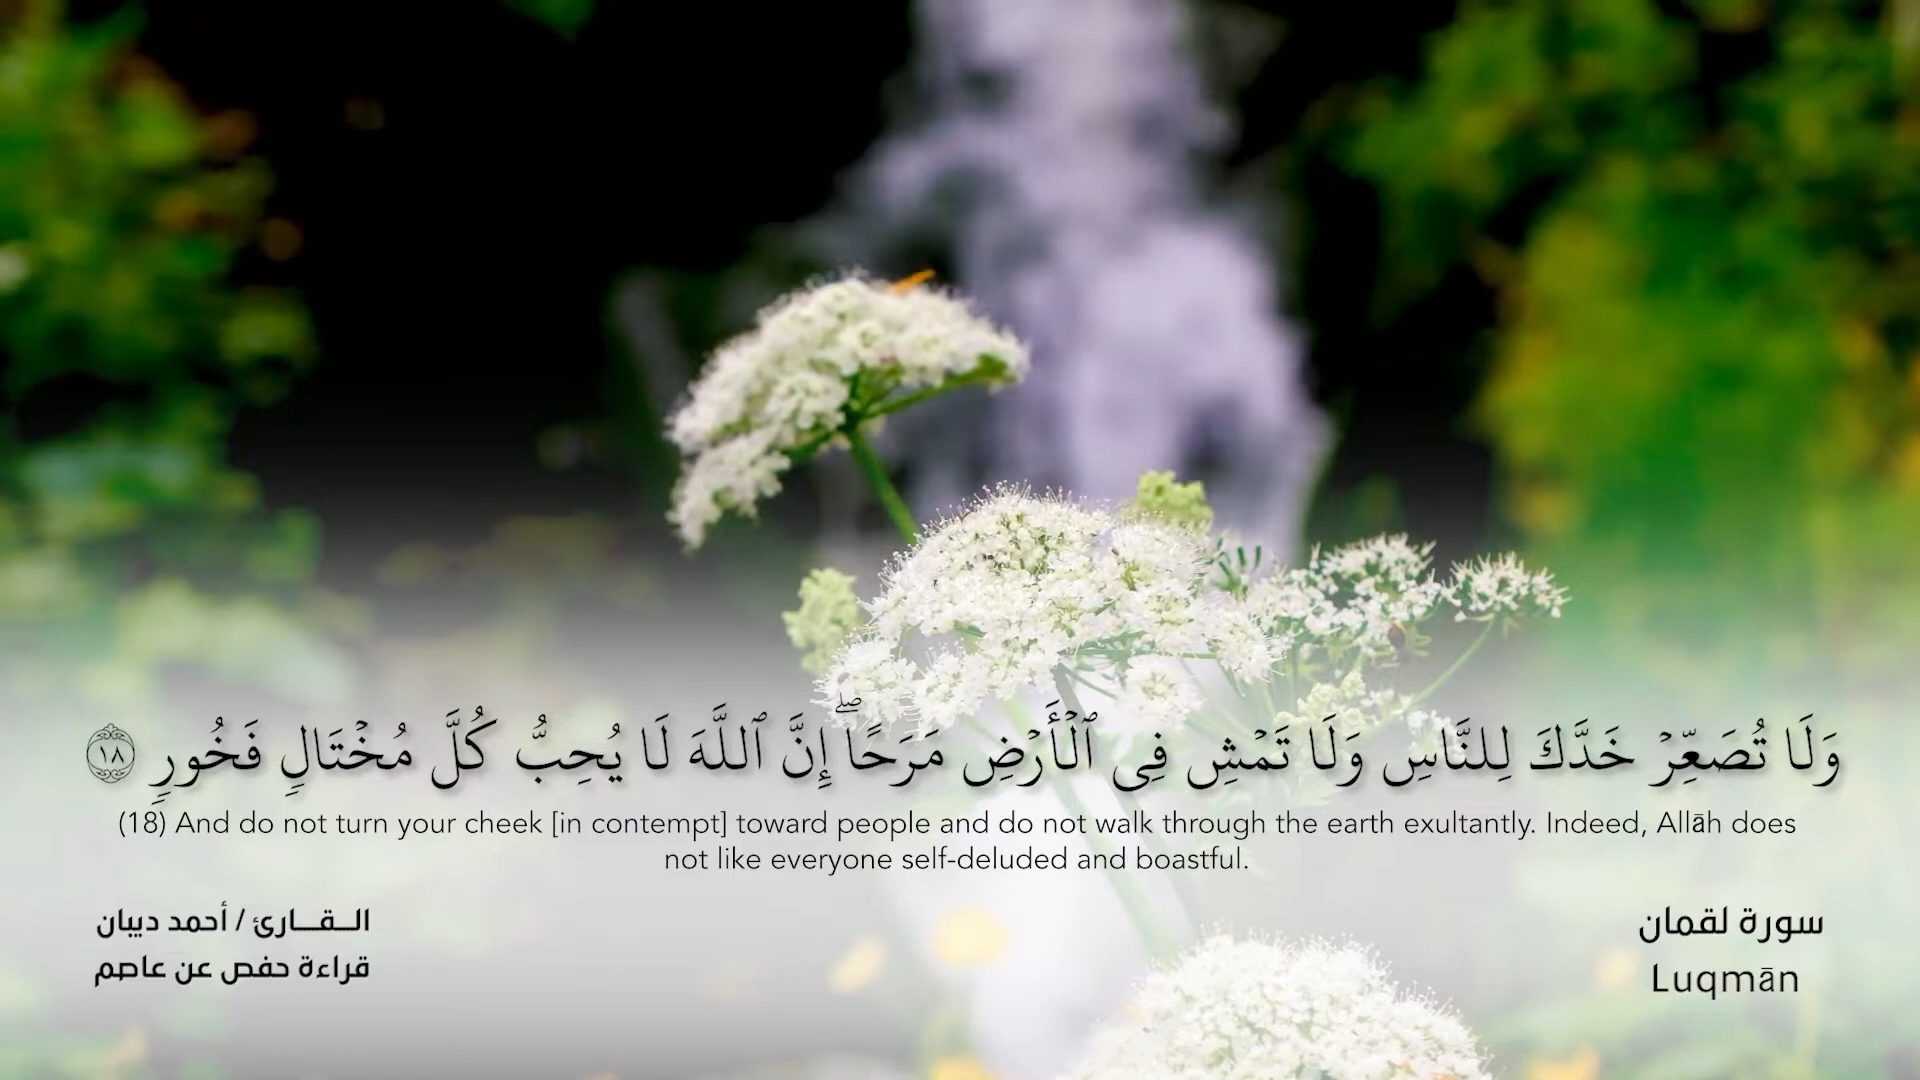 وَلَا تُصَعِّرْ خَدَّكَ لِلنَّاسِ وَلَا تَمْشِ فِى ٱلْأَرْضِ مَرَحًا ۖ إِنَّ ٱللَّهَ لَا يُحِبُّ كُلَّ مُخْتَالٍ فَخُورٍ ١٨
(18) And do not turn your cheek [in contempt] toward people and do not walk through the earth exultantly. Indeed, Allāh does
not like everyone self-deluded and boastful.
سورة لقمان
Luqmān
القارئ / أحمد ديبان
قراءة حفص عن عاصم